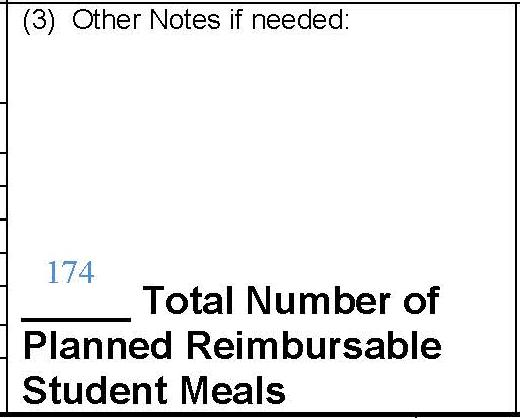 (3) Other Notes if needed:
174
_____ Total Number of
Planned Reimbursable
Student Meals